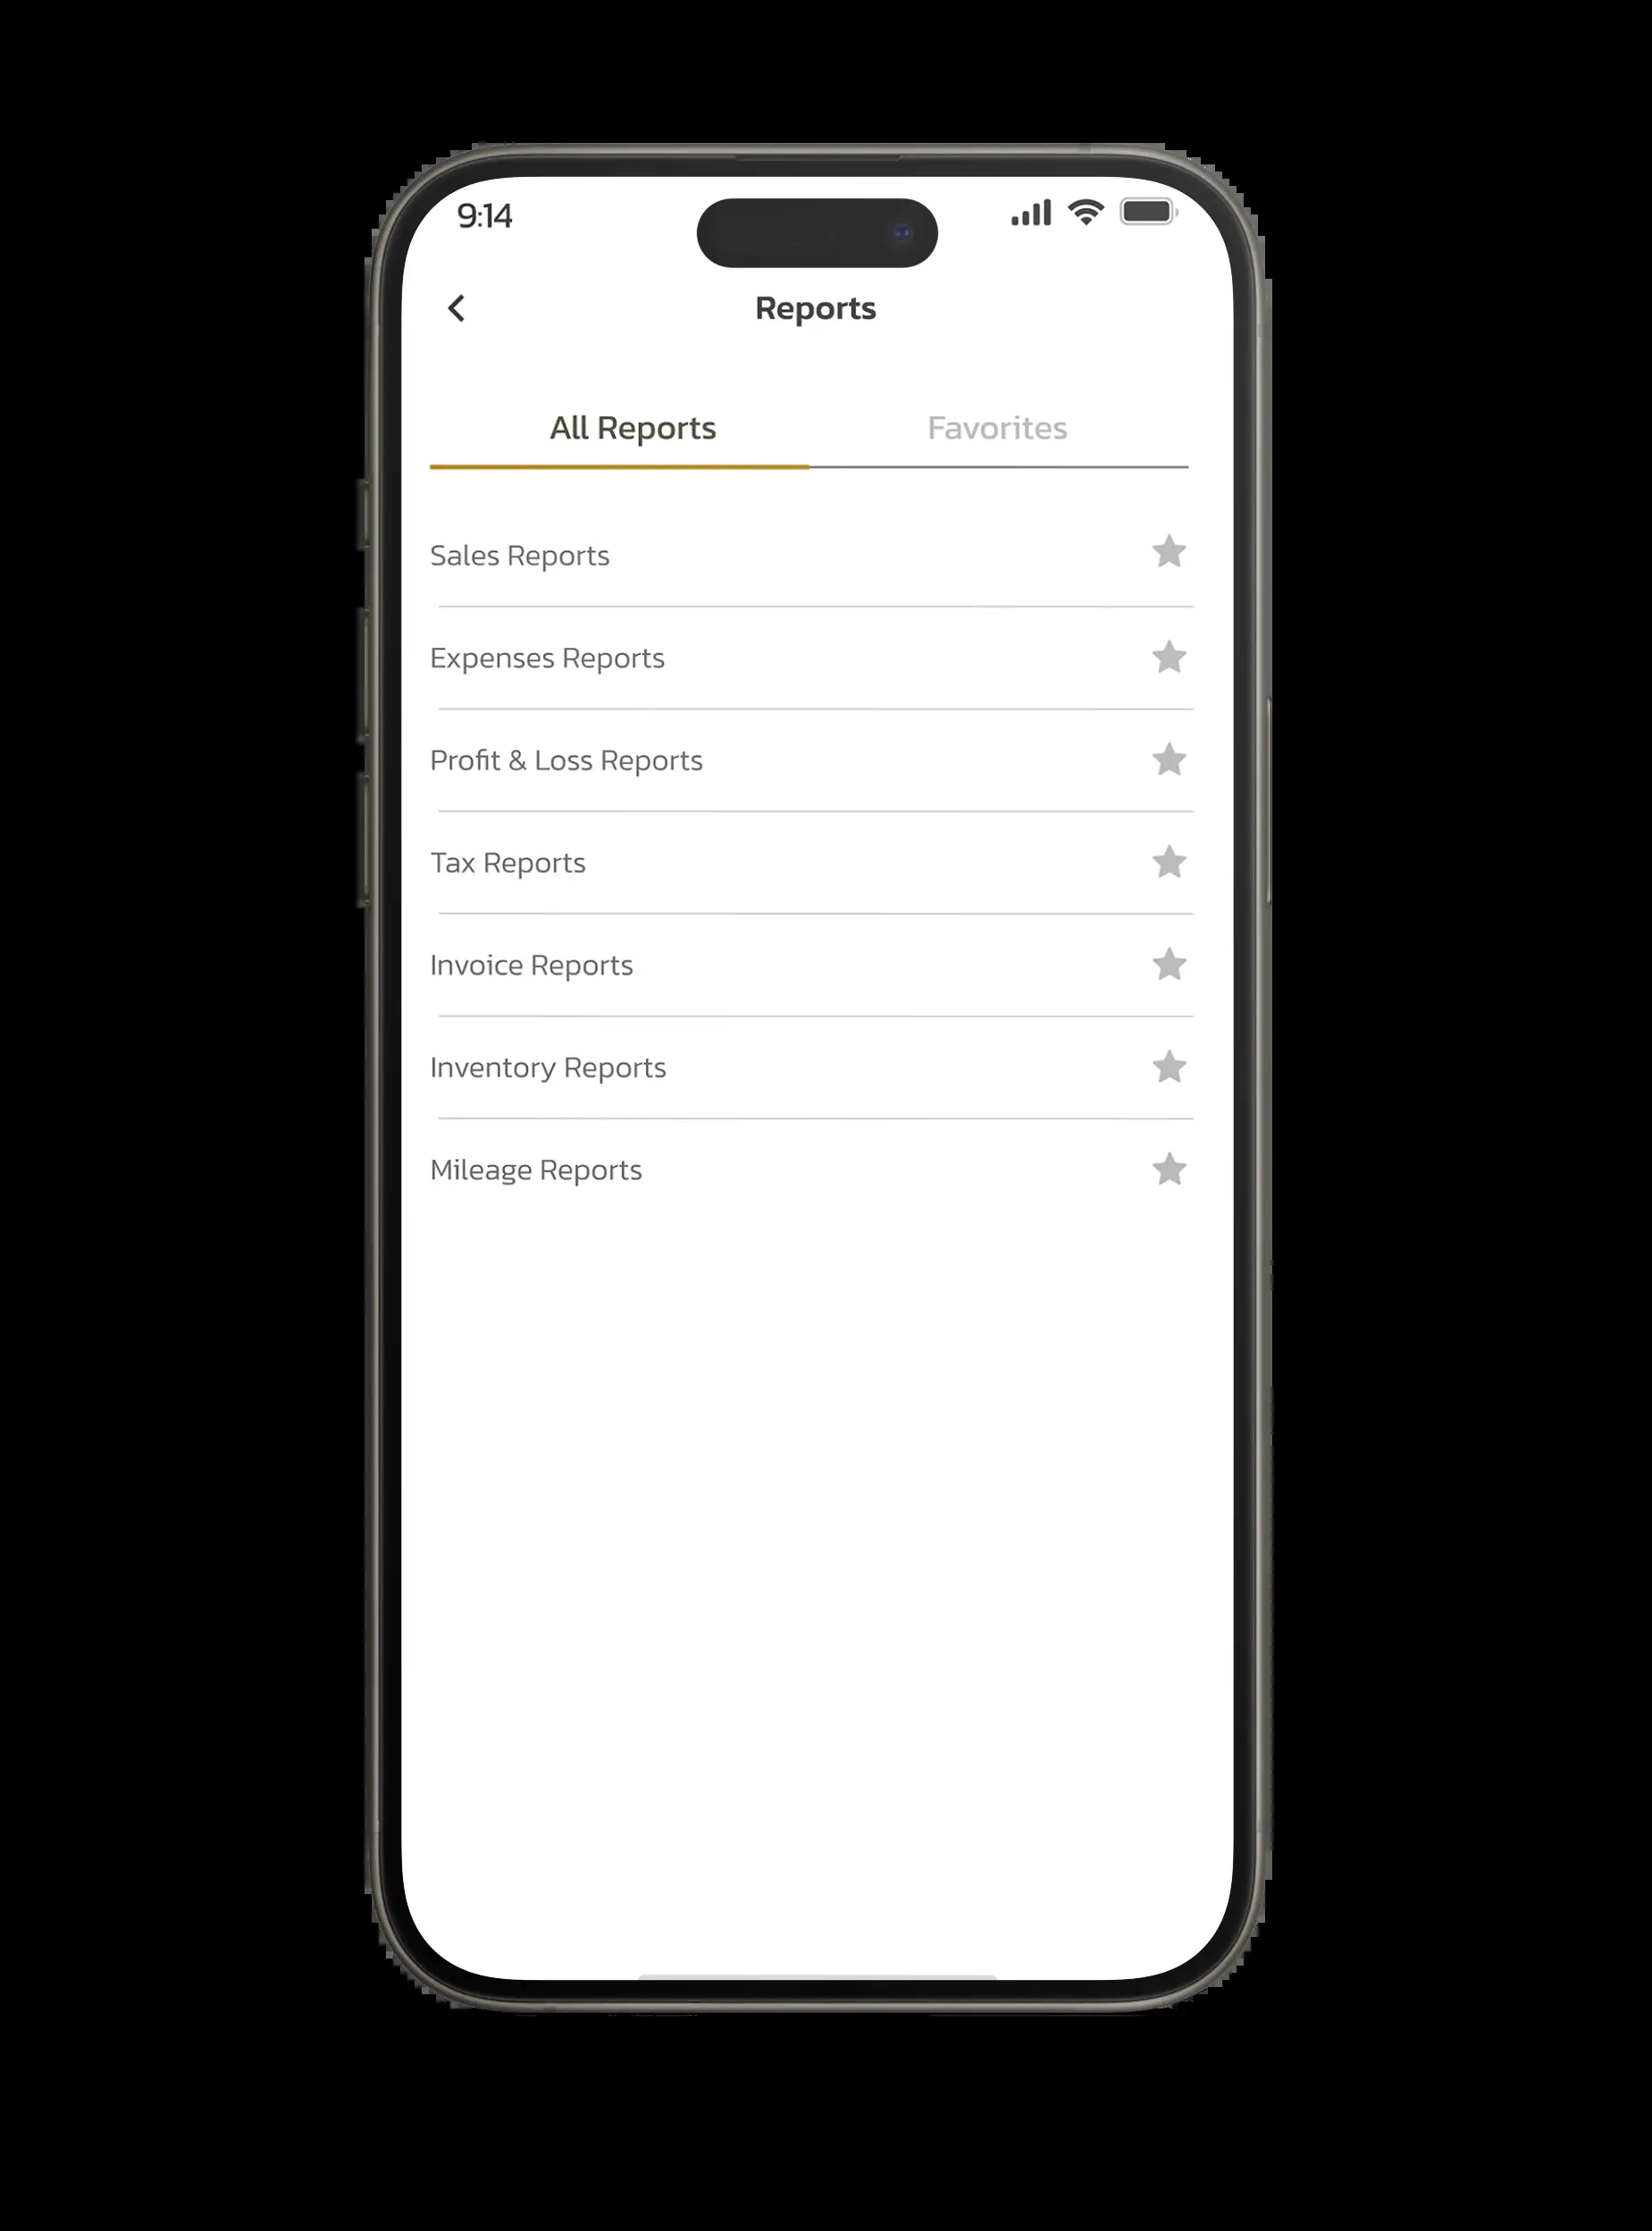 9:14
Reports
All Reports
Favorites
Sales Reports
Expenses Reports
Profit & Loss Reports
Tax Reports
Invoice Reports
Inventory Reports
Mileage Reports